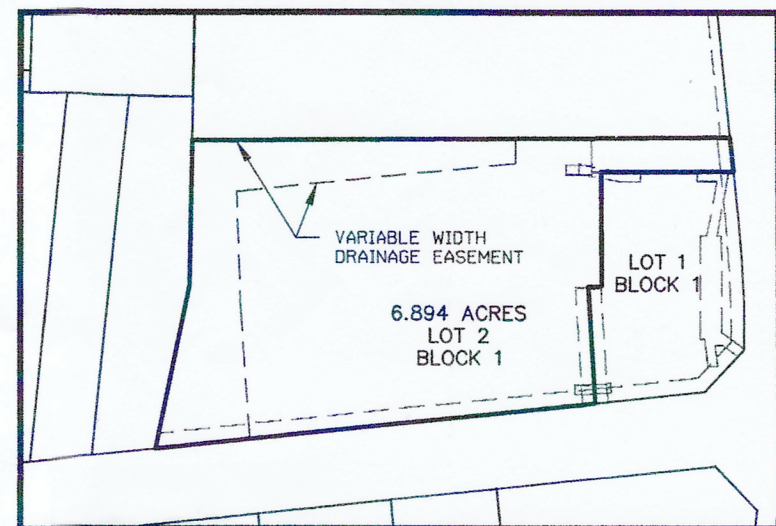 VARIABLE WIDTH
DRAINAGE EASEMENT
LOT 1
BLOCK 1
6.894 ACRES
LOT 2
BLOCK 1